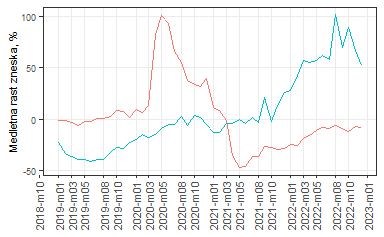 Medletna rast zneska, %
100
50
0
-50
2018-m10
2019-m01
2019-m03
2019-m05
2019-m08
2019-m10
2020-m01
2020-m03
2020-m05
2020-m08
2020-m10
2021-m01
2021-m03
2021-m05
2021-m08
2021-m10
2022-m01
2022-m03
2022-m05
2022-m08
2022-m10
2023-m01